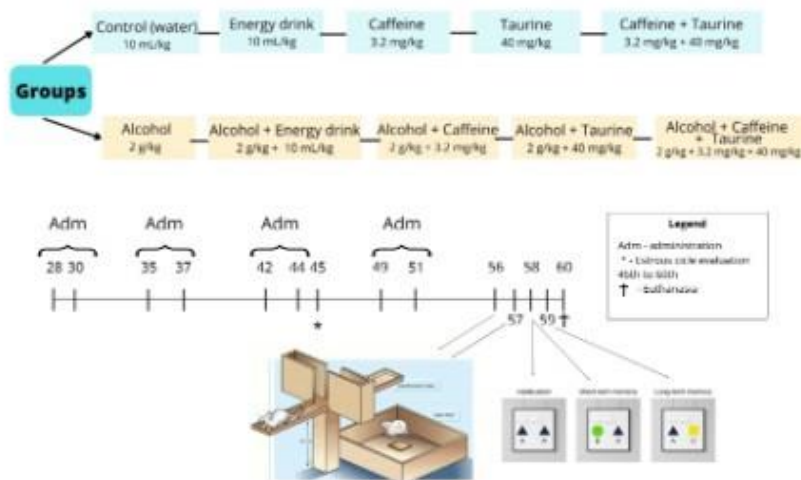 Control (water)
10 mL/kg
Energy drink
10 mL/kg
Caffeine
3.2 mg/kg
Taurine
40 mg/kg
Caffeine + Taurine
3.2 mg/kg + 40 mg/kg
Groups
Alcohol
2 g/kg
Alcohol + Energy drink
2 g/kg + 10 mL/kg
Alcohol + Caffeine
2 g/kg + 3.2 mg/kg
Alcohol + Taurine
2 g/kg + 40 mg/kg
Alcohol + Caffeine
+ Taurine
2 g/kg + 3.2 mg/kg + 40 mg/kg
Adm Adm Adm Adm
28 30 35 37 42 44 45 49 51 56 58 60
57 59
*
Legend
Adm - administration
* - Estrous cicle evaluation
to 60th
† - Euthanasia
Habituation
Short-term memory
Long-term memory